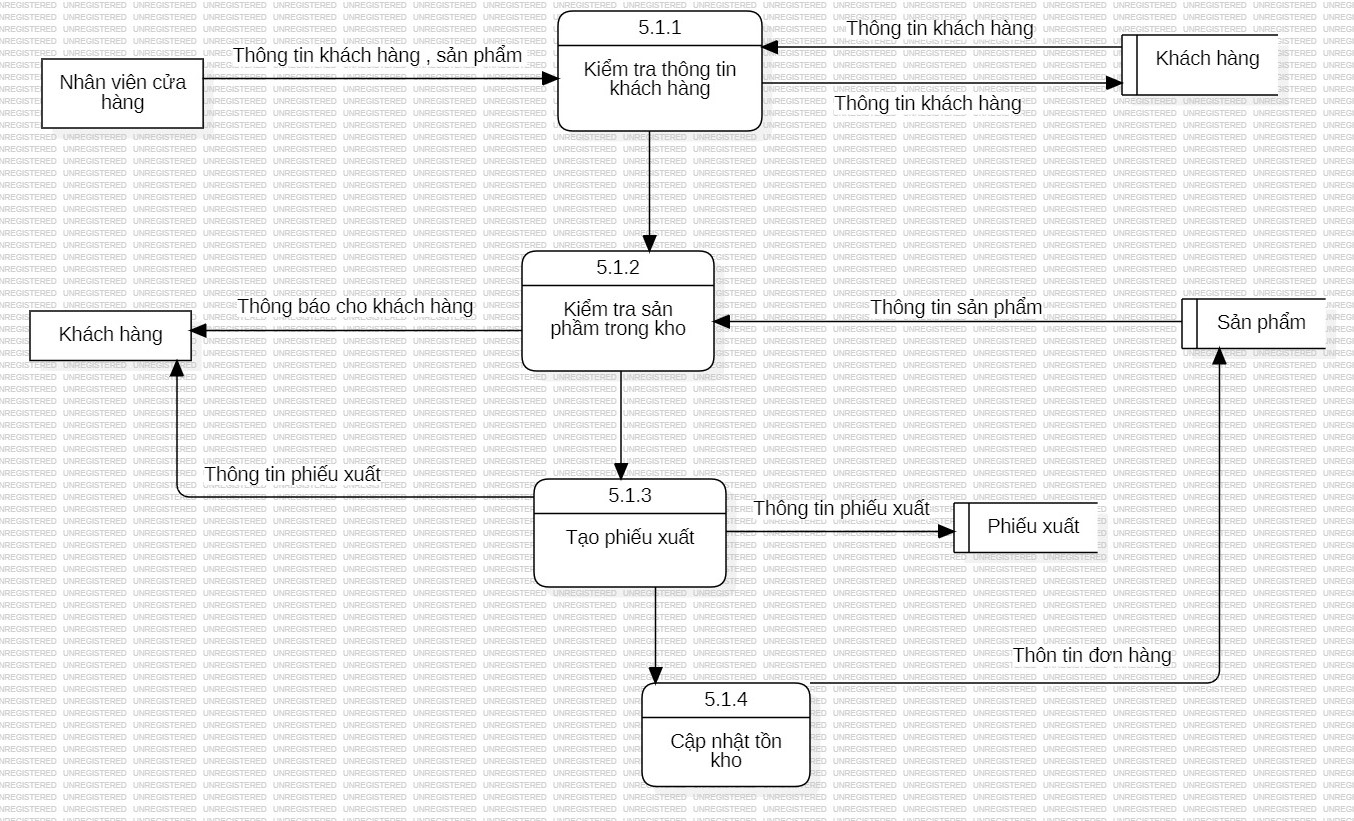 5.1.1
Thông tin khách hàng
Thông tin khách hàng , sản phẩm
Khách hàng
Nhân viên cửa
hàng
Kiểm tra thông tin
khách hàng
Thông tin khách hàng
5.1.2
Thông báo cho khách hàng
Kiểm tra sản
phầm trong kho
Thông tin sản phẩm
Sản phẩm
Khách hàng
Thông tin phiếu xuất
5.1.3
Thông tin phiếu xuất
Phiếu xuất
Tạo phiếu xuất
Thôn tin đơn hàng
5.1.4
Cập nhật tồn
kho
UNREGISTERED